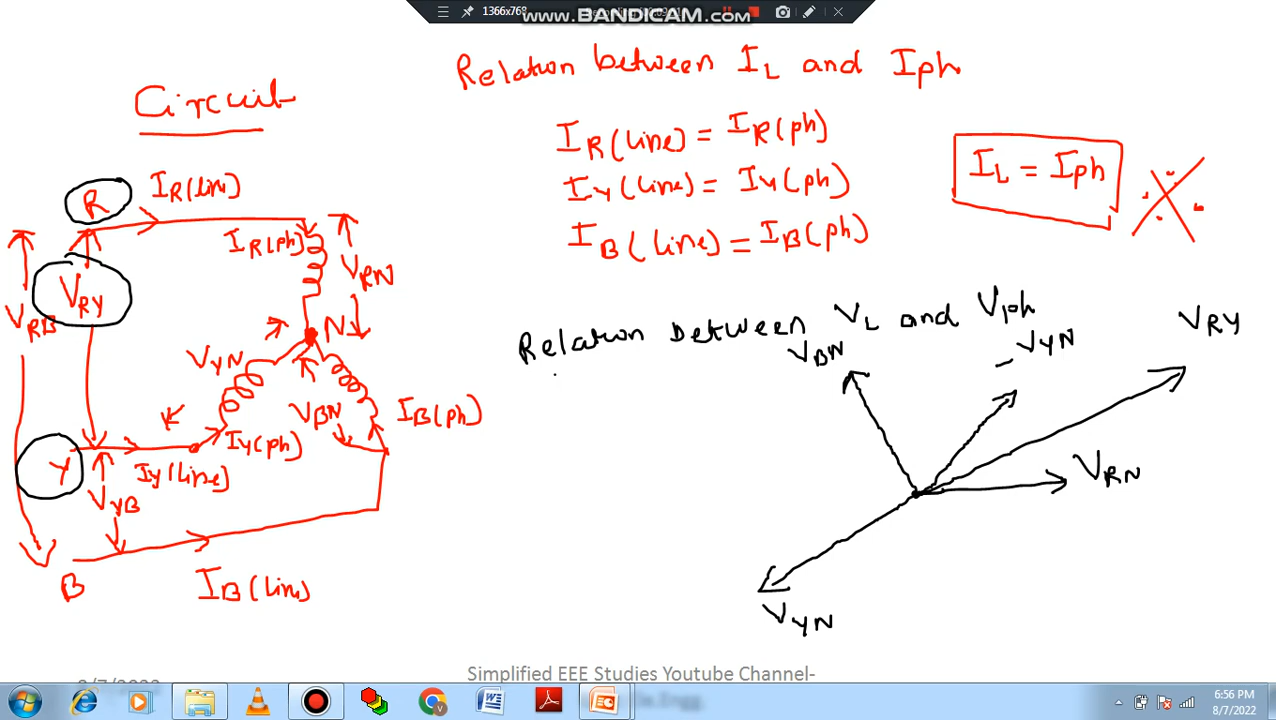 1366x768
www.BANDICAM.com
Relation between IL and Iph
Circuit
IR(line) = IR(ph)
IY(line) = IY(ph)
IB(line) = IB(ph)
IL = Iph
R
IR(line)
IR(ph)
VRN
VRY
VRB
N
VYN
VBN
IB(ph)
IY(ph)
Y
IY(line)
VYB
B
IB(line)
Relation between VL and Vph
VBN
-VYN
VRY
VRN
VYN
Simplified EEE Studies Youtube Channel-
6:56 PM
8/7/2022